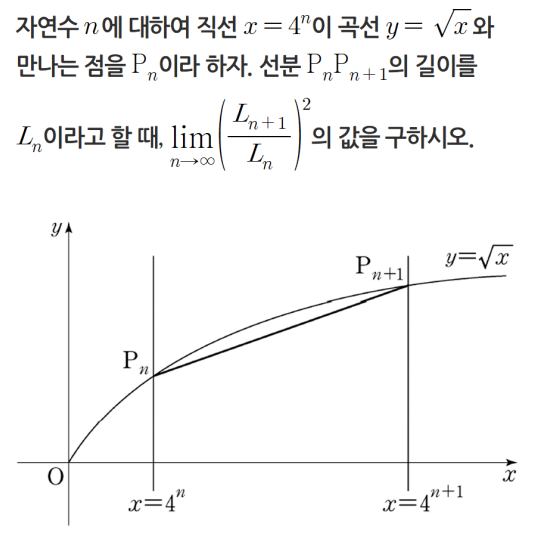 자연수 n에 대하여 직선 x = 4ⁿ이 곡선 y = √x 와
만나는 점을 Pₙ이라 하자. 선분 PₙPₙ₊₁의 길이를
Lₙ이라고 할 때, lim(n→∞) (Lₙ₊₁/Lₙ)² 의 값을 구하시오.
y
Pₙ₊₁
y=√x
Pₙ
O
x
x=4ⁿ
x=4ⁿ⁺¹